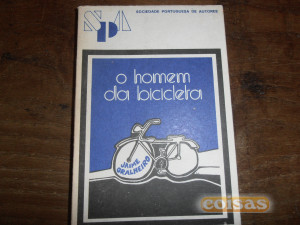 SPA
SOCIEDADE PORTUGUESA DE AUTORES
o homem
da bicicleta
JAIME
GRALHEIRO
coisas